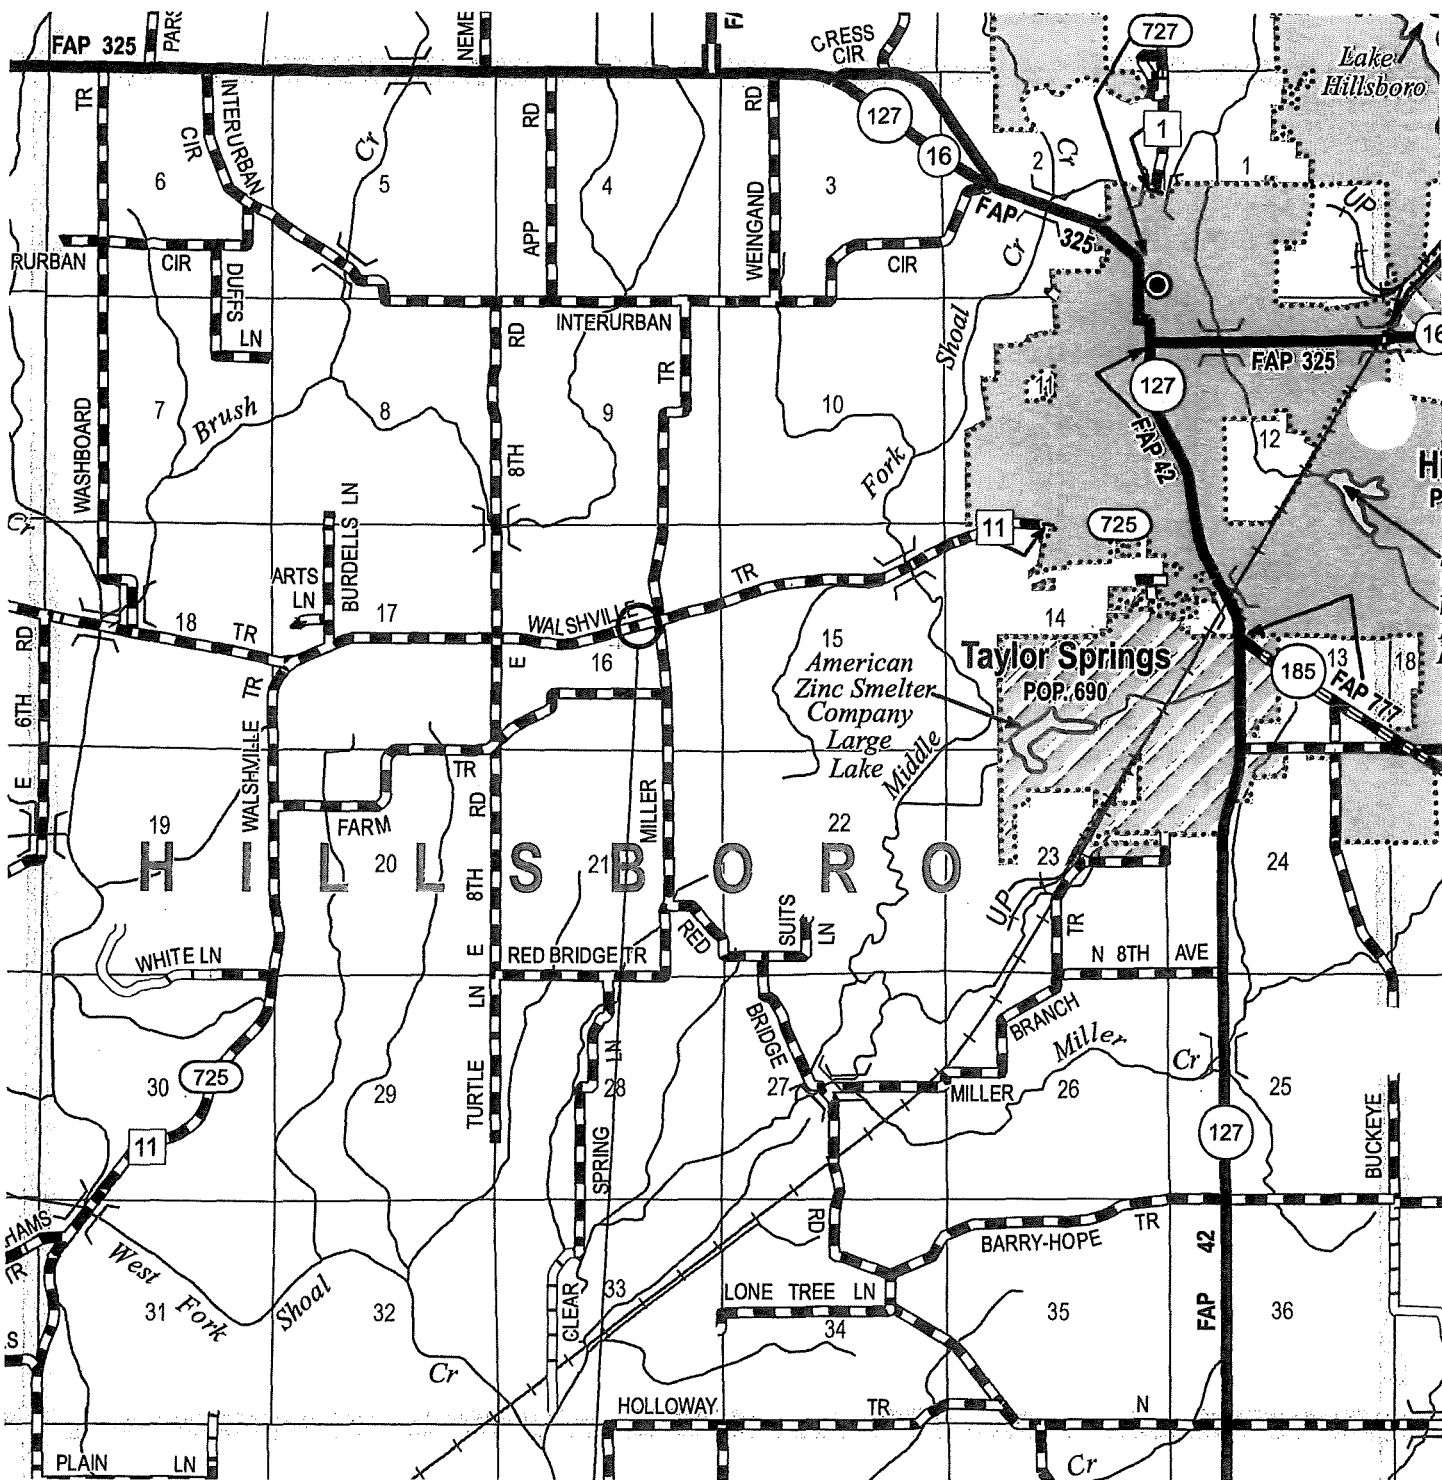 FAP 325
TR
INTERURBAN
CIR
Cr
RD
APP
RD
WEINGAND
CRESS
CIR
127
16
727
1
Lake
Hillsboro
6
5
4
3
2
Cr
1
UP
FAP
325
Cr
RURBAN
CIR
DUFFS
LN
CIR
INTERURBAN
RD
TR
Shoal
FAP 325
16
127
FAP 42
WASHBOARD
7
Brush
8
8TH
9
10
11
12
Fork
BURDELLS LN
ARTS
LN
11
725
TR
WALSHVILLE
RD
6TH
E
18
TR
17
TR
E
16
15
American
Zinc Smelter
Company
Large
Lake
14
Taylor Springs
POP. 690
185
13
18
FAP 717
WALSHVILLE
TR
RD
FARM
MILLER
Middle
19
20
21
22
23
24
HILLSBORO
8TH
E
UP
TR
WHITE LN
RED BRIDGE TR
RED
SUITS
LN
N 8TH AVE
LN
TURTLE
BRIDGE
BRANCH
Miller
Cr
30
725
29
28
LN
27
MILLER
26
25
11
SPRING
127
BUCKEYE
HAMS
TR
West
Fork
Shoal
RD
BARRY-HOPE
TR
42
FAP
31
32
33
CLEAR
LONE TREE LN
34
35
36
Cr
HOLLOWAY
TR
N
PLAIN
LN
Cr